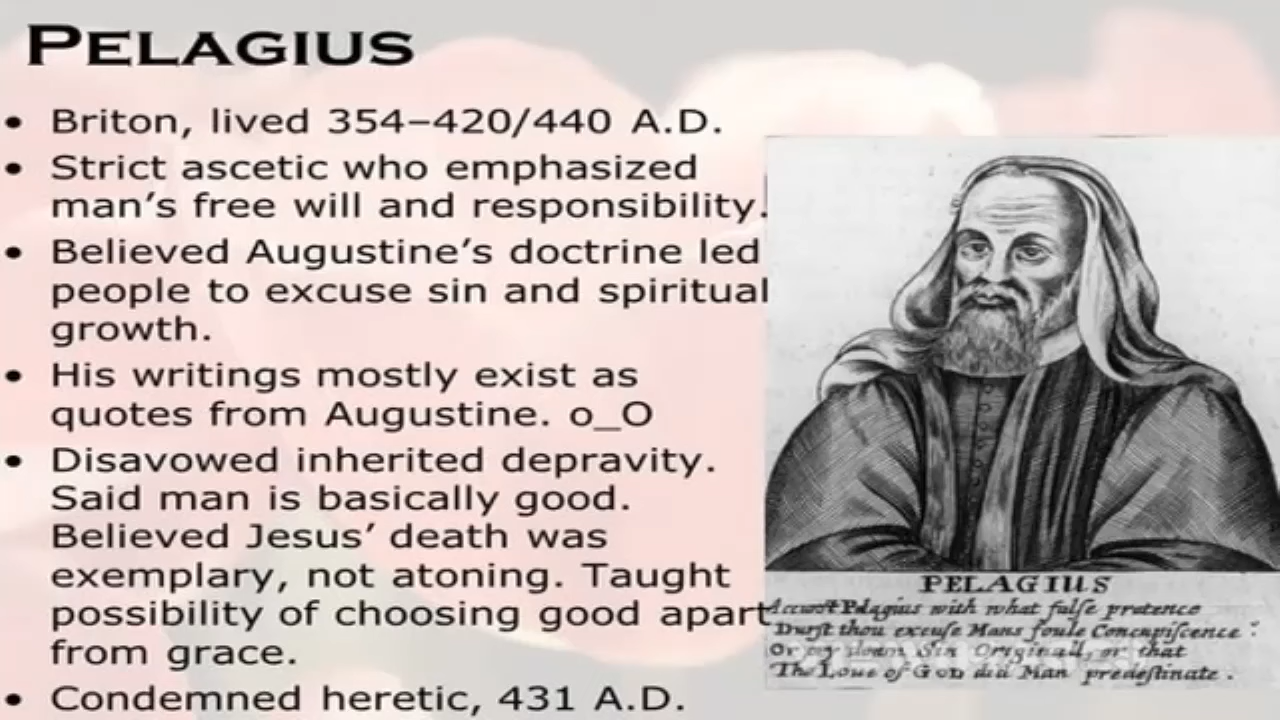 PELAGIUS
• Briton, lived 354–420/440 A.D.
• Strict ascetic who emphasized
man’s free will and responsibility.
• Believed Augustine’s doctrine led
people to excuse sin and spiritual
growth.
• His writings mostly exist as
quotes from Augustine. o_O
• Disavowed inherited depravity.
Said man is basically good.
Believed Jesus’ death was
exemplary, not atoning. Taught
possibility of choosing good apart
from grace.
• Condemned heretic, 431 A.D.
PELAGIUS
Accurst Pelagius with what false pretence
Durst thou excuse Mans foule Concupiscence :
Or cry down Sin Originall, or that
The Loue of GOD did Man predestinate .